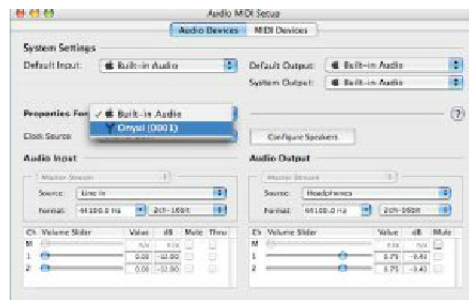 Audio MIDI Setup
Audio Devices MIDI Devices
System Settings
Default Input: Built-in Audio Default Output: Built-in Audio
System Output: Built-in Audio
Properties For ✓ Built-in Audio ?
Onyx (0001)
Clock Source Configure Speakers
Audio Input Audio Output
Master Stream Master Stream
Source: Line In Source: Headphones
Format: 44100.0 Hz 2ch-16bit Format: 44100.0 Hz 2ch-16bit
Ch Volume Slider Value dB Mute Thru Ch Volume Slider Value dB Mute
M n/a n/a M n/a n/a
1 0.00 -12.00 1 0.75
2 0.00 -12.00 2 0.75